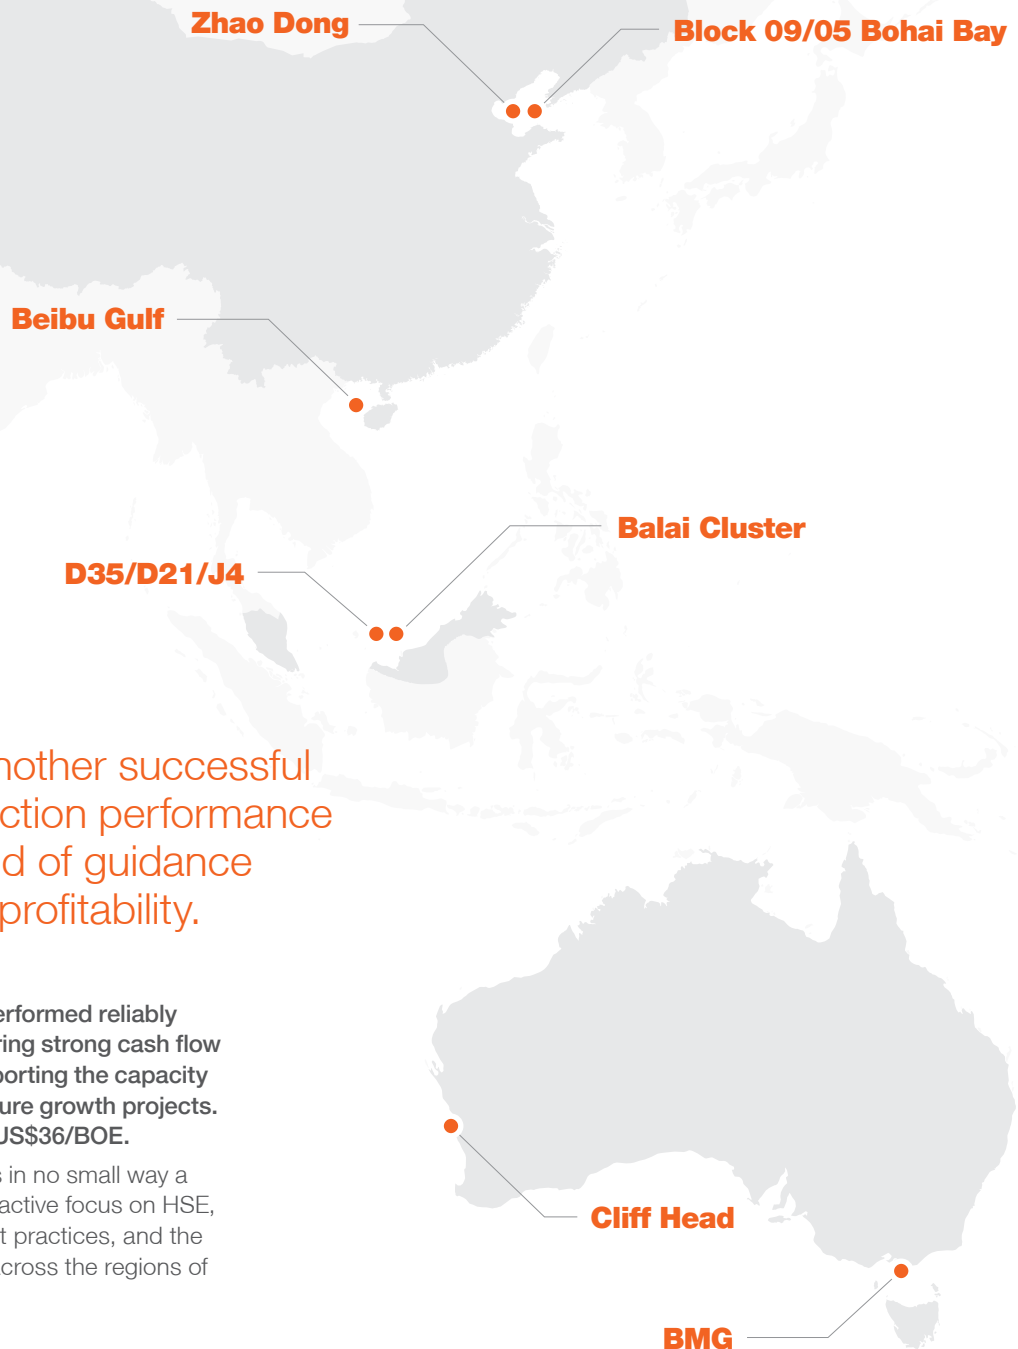 Zhao Dong
Block 09/05 Bohai Bay
Beibu Gulf
Balai Cluster
D35/D21/J4
nother successful
ction performance
d of guidance
profitability.
erformed reliably
ring strong cash flow
porting the capacity
ure growth projects.
US$36/BOE.
s in no small way a
active focus on HSE,
t practices, and the
across the regions of
Cliff Head
BMG